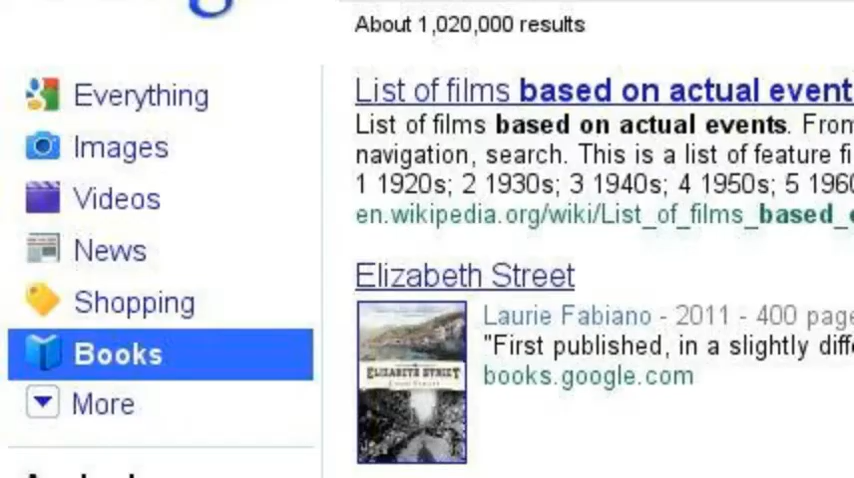 About 1,020,000 results
Everything
Images
Videos
News
Shopping
Books
More
List of films based on actual event
List of films based on actual events. From
navigation, search. This is a list of feature fi
1 1920s; 2 1930s; 3 1940s; 4 1950s; 5 196
en.wikipedia.org/wiki/List_of_films_based_
Elizabeth Street
Laurie Fabiano - 2011 - 400 page
"First published, in a slightly diff
books.google.com
ELIZABETH STREET